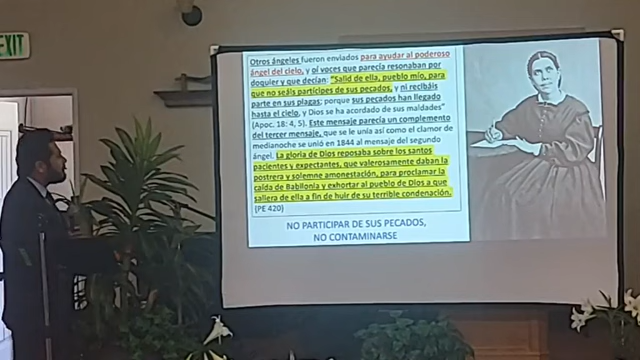 EXIT
Otros ángeles fueron enviados para ayudar al poderoso
ángel del cielo, y oí voces que parecía resonaban por
doquier y que decían: "Salid de ella, pueblo mío, para
que no seáis partícipes de sus pecados, y ni recibáis
parte en sus plagas; porque sus pecados han llegado
hasta el cielo, y Dios se ha acordado de sus maldades"
(Apoc. 18: 4, 5). Este mensaje parecía un complemento
del tercer mensaje, que se le unía así como el clamor de
medianoche se unió en 1844 al mensaje del segundo
ángel. La gloria de Dios reposaba sobre los santos
pacientes y expectantes, que valerosamente daban la
postrera y solemne amonestación, para proclamar la
caída de Babilonia y exhortar al pueblo de Dios a que
saliera de ella a fin de huir de su terrible condenación.
(PE 420)
NO PARTICIPAR DE SUS PECADOS,
NO CONTAMINARSE